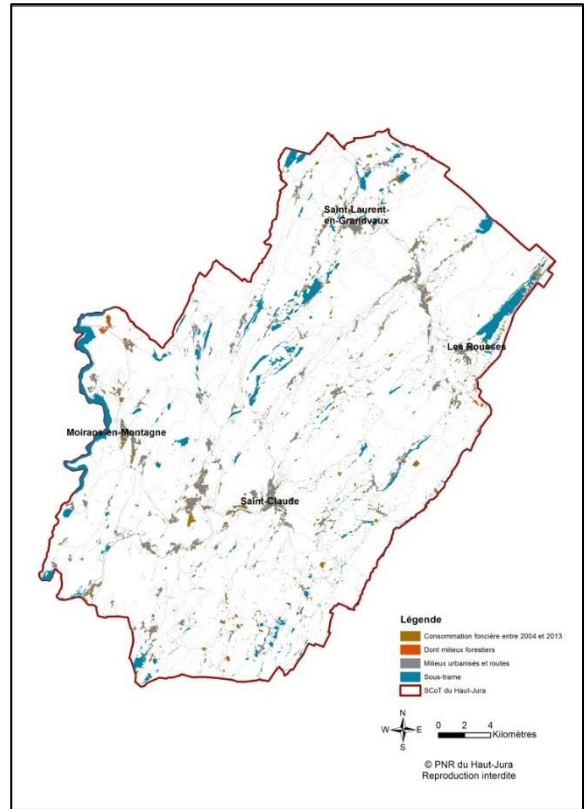 Saint-Laurent-
en-Grandvaux
Les Rousses
Moirans-en-Montagne
Saint-Claude
Légende
Consommation foncière entre 2004 et 2013
Dont milieux forestiers
Milieux urbanisés et routes
Sous-trame
SCoT du Haut-Jura
N
W E
S
0 2 4
Kilomètres
© PNR du Haut-Jura
Reproduction interdite